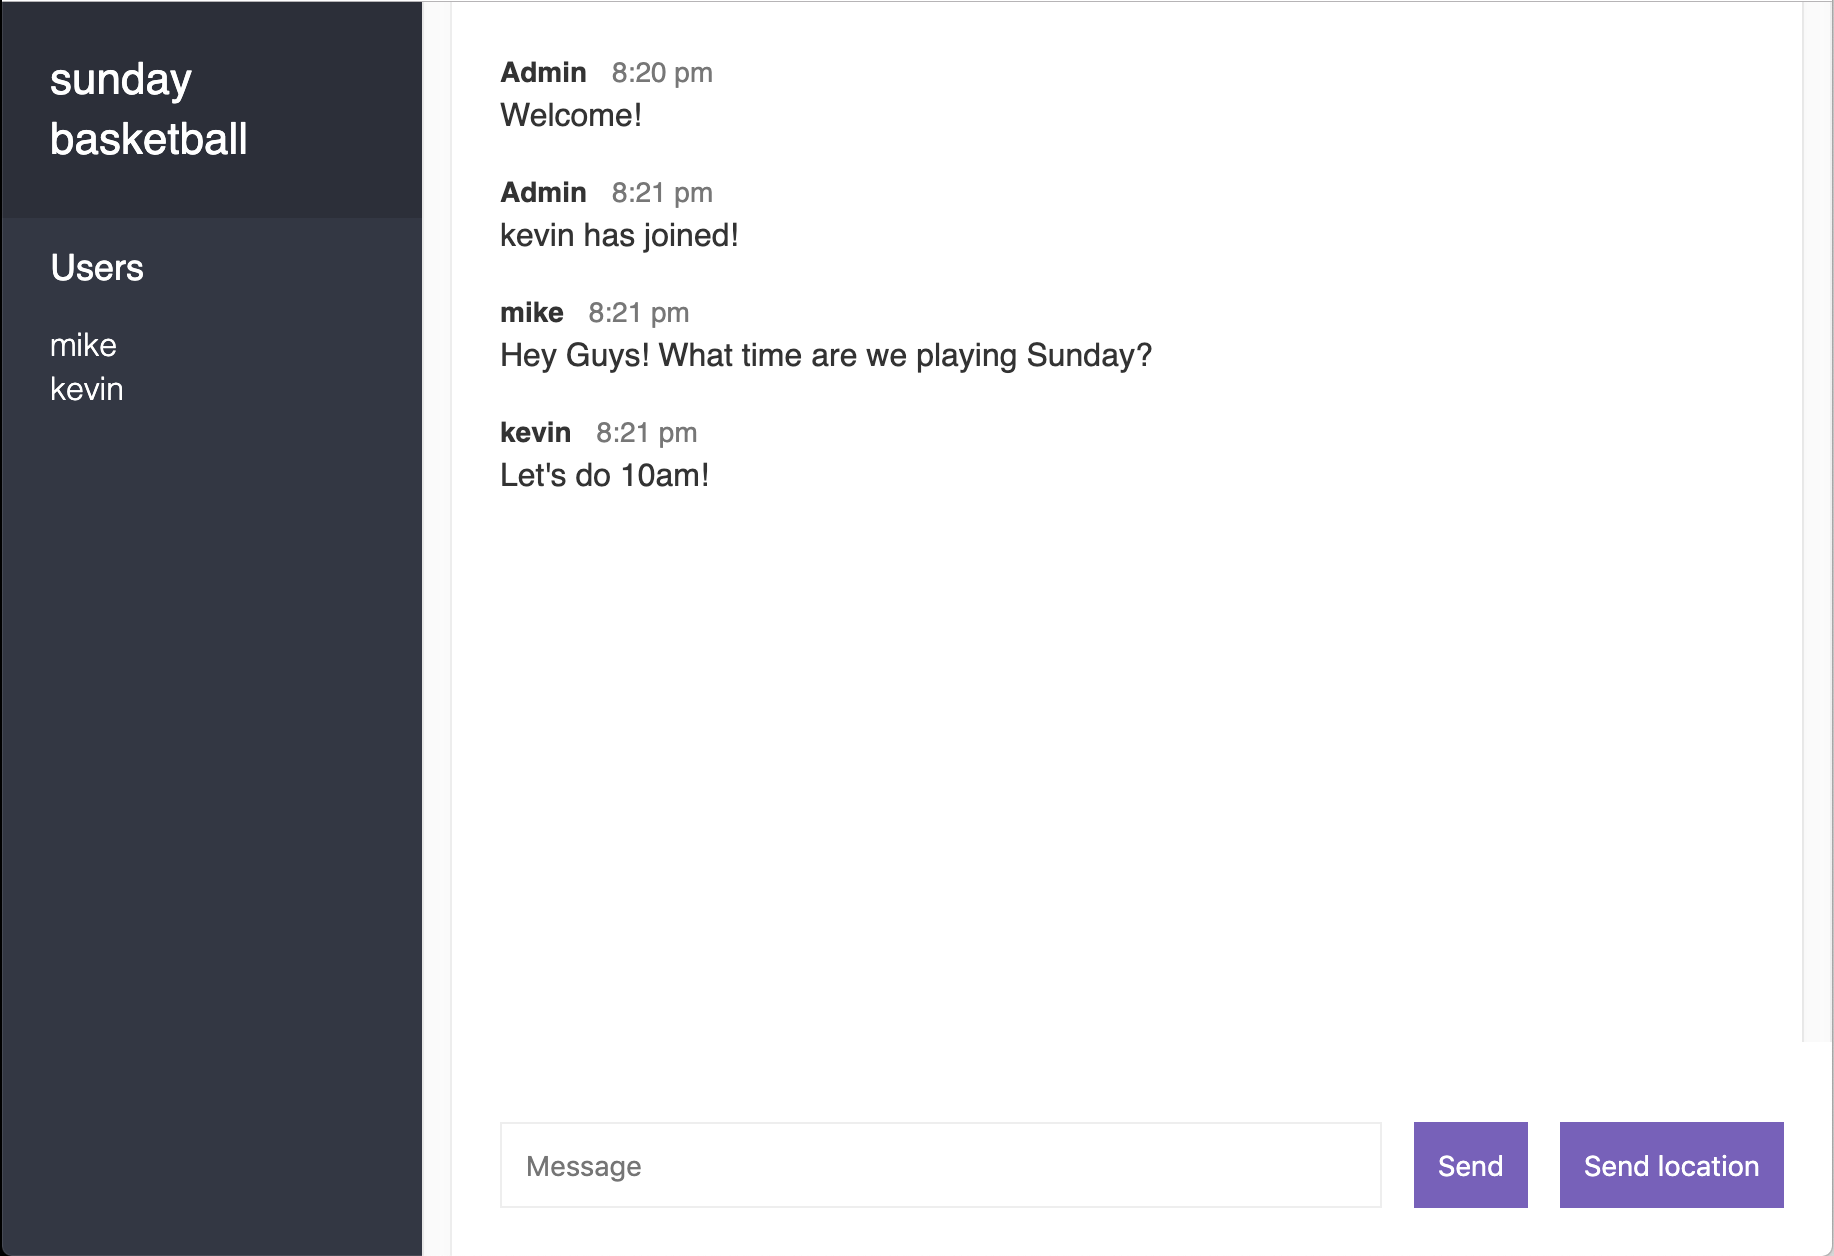 sunday
basketball
Users
mike
kevin
Admin 8:20 pm
Welcome!
Admin 8:21 pm
kevin has joined!
mike 8:21 pm
Hey Guys! What time are we playing Sunday?
kevin 8:21 pm
Let's do 10am!
Message
Send
Send location